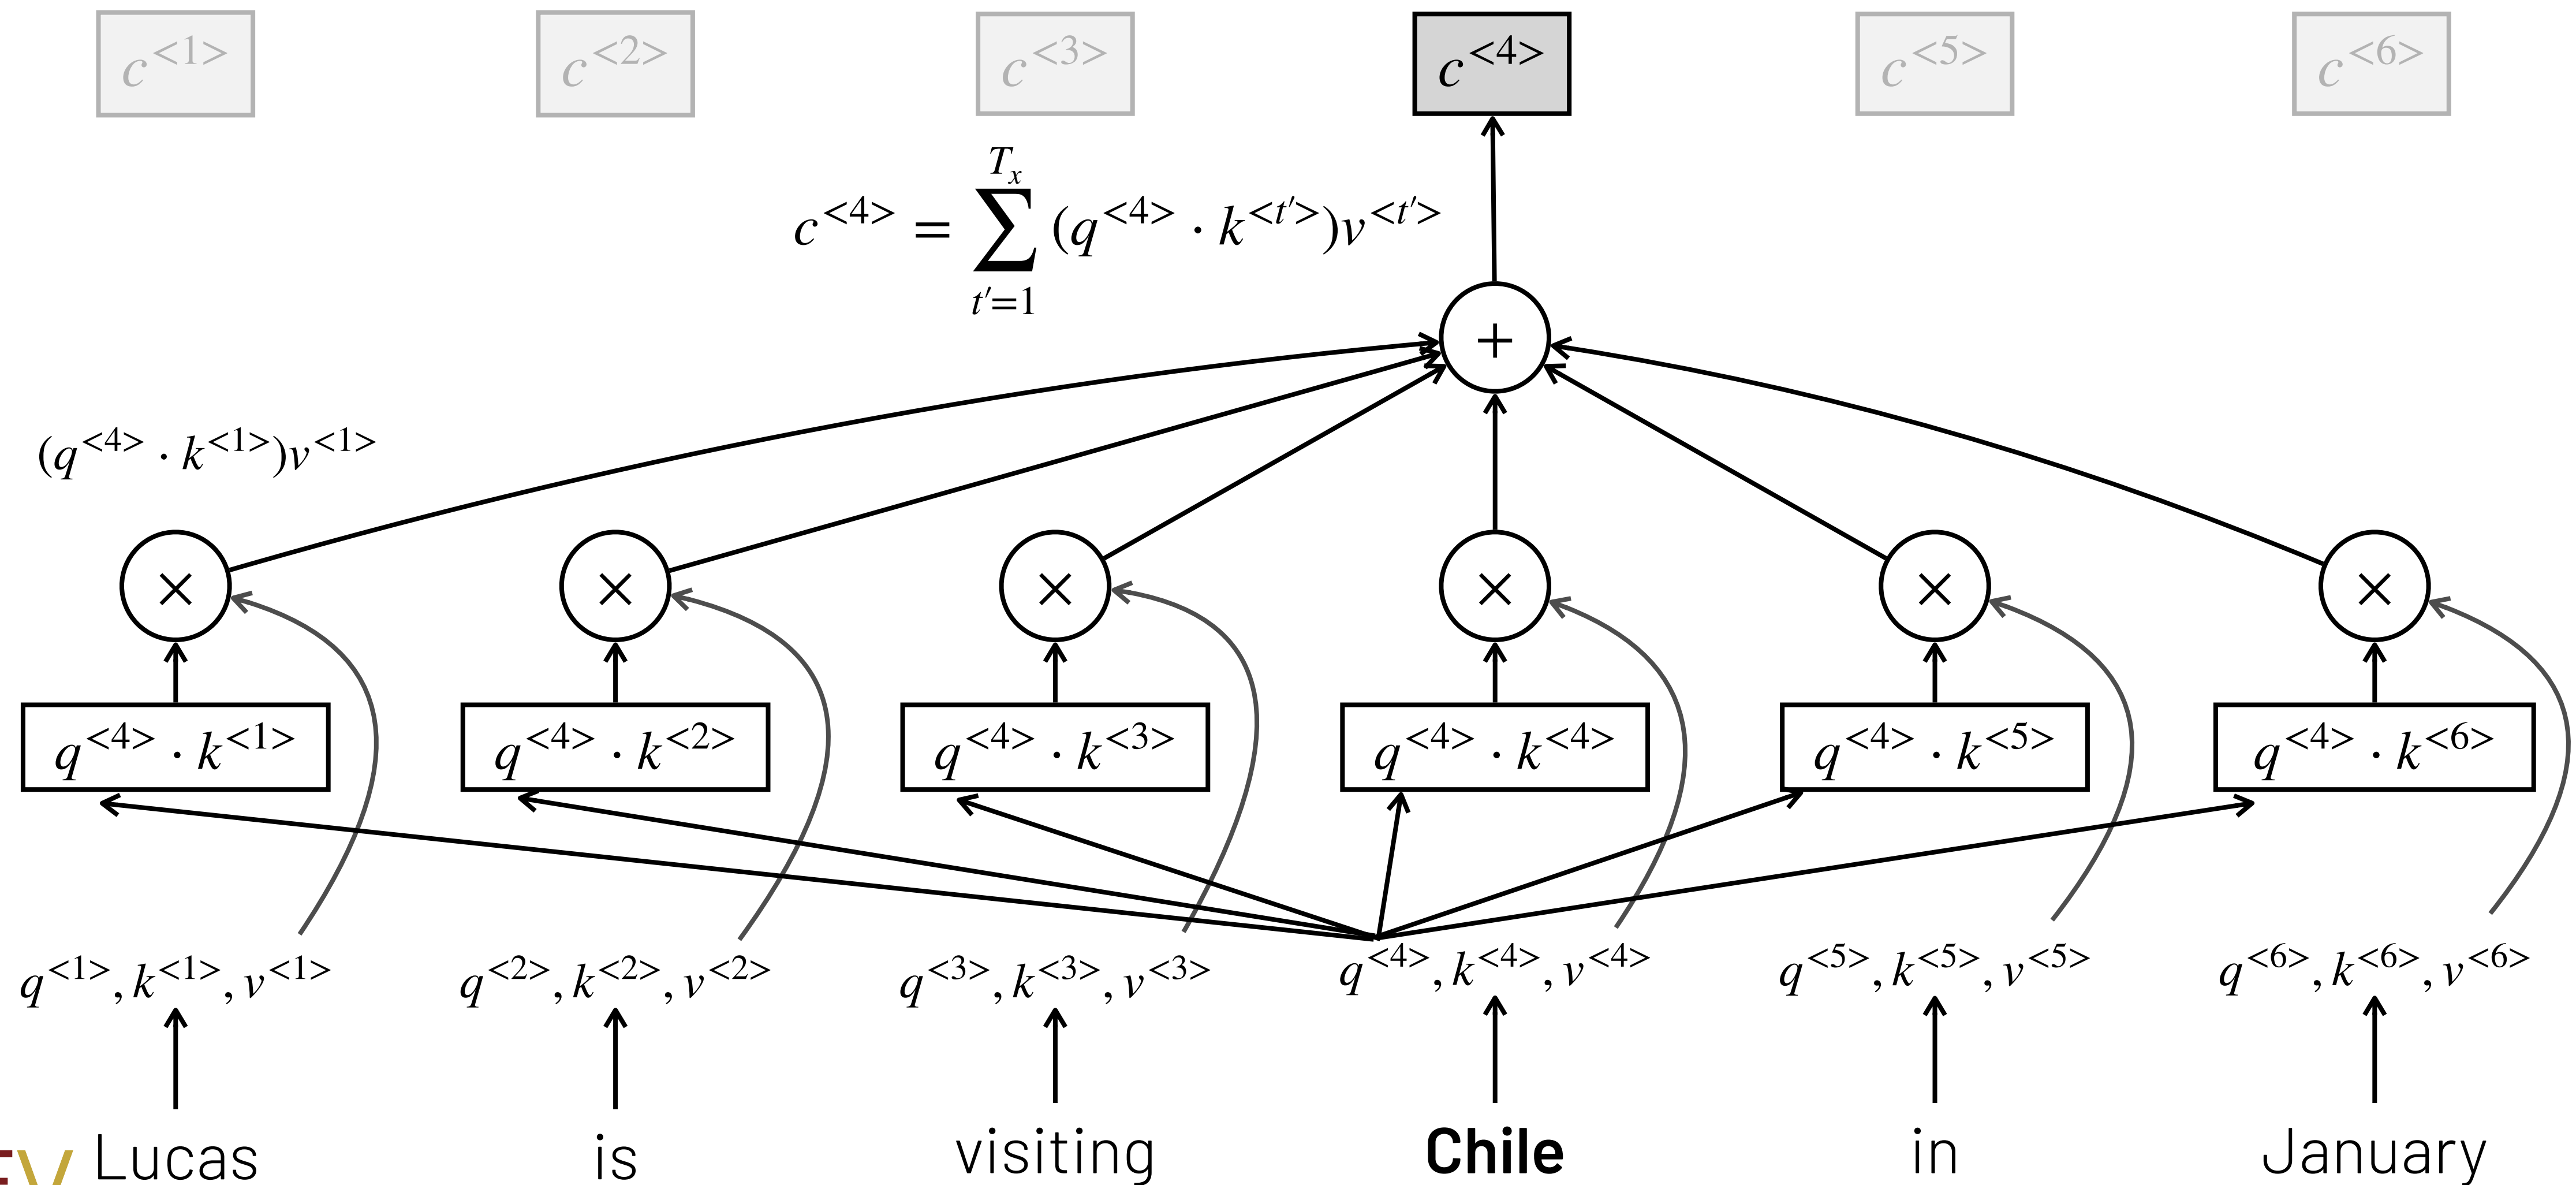 c^{<1>} c^{<2>} c^{<3>} c^{<4>} c^{<5>} c^{<6>}
c^{<4>} = \sum_{t'=1}^{T_x} (q^{<4>} · k^{<t'>})v^{<t'>}
+
(q^{<4>} · k^{<1>})v^{<1>}
× × × × × ×
q^{<4>} · k^{<1>} q^{<4>} · k^{<2>} q^{<4>} · k^{<3>} q^{<4>} · k^{<4>} q^{<4>} · k^{<5>} q^{<4>} · k^{<6>}
q^{<1>}, k^{<1>}, v^{<1>} q^{<2>}, k^{<2>}, v^{<2>} q^{<3>}, k^{<3>}, v^{<3>} q^{<4>}, k^{<4>}, v^{<4>} q^{<5>}, k^{<5>}, v^{<5>} q^{<6>}, k^{<6>}, v^{<6>}
Lucas is visiting Chile in January